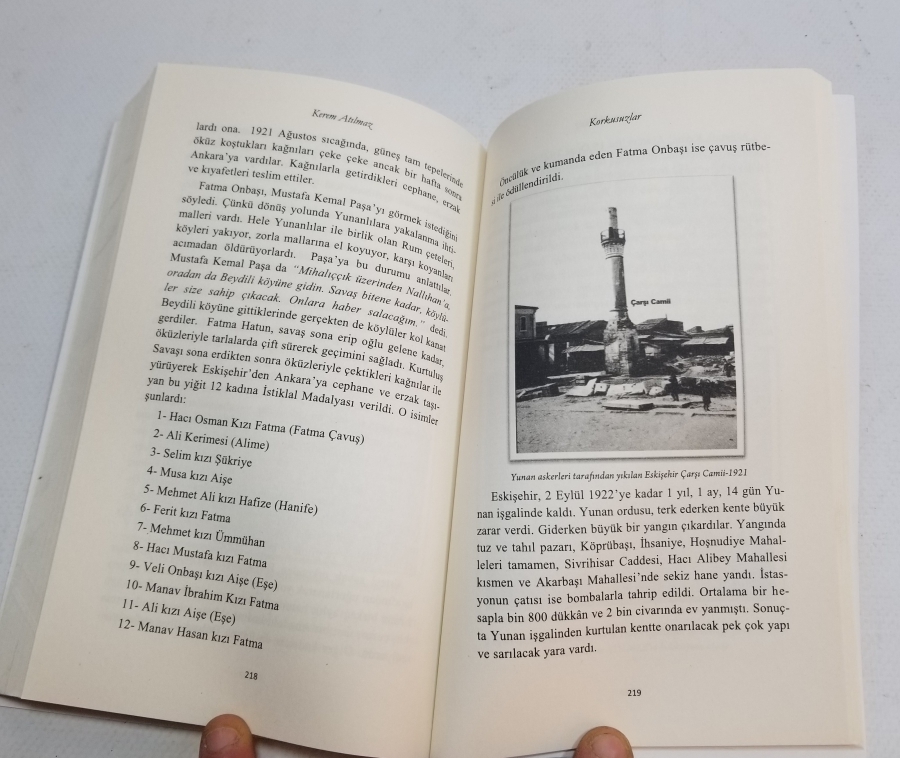 Kerem Atılmaz
lardı ona. 1921 Ağustos sıcağında, güneş tam tepelerinde
öküz koştukları kağnıları çeke çeke ancak bir hafta sonra
Ankara'ya vardılar. Kağnılarla getirdikleri cephane, erzak
ve kıyafetleri teslim ettiler.
Fatma Onbaşı, Mustafa Kemal Paşa'yı görmek istediğini
söyledi. Çünkü dönüş yolunda Yunanlılara yakalanma ihti-
malleri vardı. Hele Yunanlılar ile birlik olan Rum çeteleri,
köyleri yakıyor, zorla mallarına el koyuyor, karşı koyanları
acımadan öldürüyorlardı. Paşa'ya bu durumu anlattılar.
Mustafa Kemal Paşa da "Mihalıççık üzerinden Nallıhan'a,
oradan da Beydili köyüne gidin. Savaş bitene kadar, köylü-
ler size sahip çıkacak. Onlara haber salacağım." dedi.
Beydili köyüne gittiklerinde gerçekten de köylüler kol kanat
gerdiler. Fatma Hatun, savaş sona erip oğlu gelene kadar,
öküzleriyle tarlalarda çift sürerek geçimini sağladı. Kurtuluş
Savaşı sona erdikten sonra öküzleriyle çektikleri kağnılar ile
yürüyerek Eskişehir'den Ankara'ya cephane ve erzak taşı-
yan bu yiğit 12 kadına İstiklal Madalyası verildi. O isimler
şunlardı:
1- Hacı Osman Kızı Fatma (Fatma Çavuş)
2- Ali Kerimesi (Alime)
3- Selim kızı Şükriye
4- Musa kızı Aişe
5- Mehmet Ali kızı Hafize (Hanife)
6- Ferit kızı Fatma
7- Mehmet kızı Ümmühan
8- Hacı Mustafa kızı Fatma
9- Veli Onbaşı kızı Aişe (Eşe)
10- Manav İbrahim Kızı Fatma
11- Ali kızı Aişe (Eşe)
12- Manav Hasan kızı Fatma
218
Korkusuzlar
Öncülük ve kumanda eden Fatma Onbaşı ise çavuş rütbe-
si ile ödüllendirildi.
Çarşı Camii
Yunan askerleri tarafından yıkılan Eskişehir Çarşı Camii-1921
Eskişehir, 2 Eylül 1922'ye kadar 1 yıl, 1 ay, 14 gün Yu-
nan işgalinde kaldı. Yunan ordusu, terk ederken kente büyük
zarar verdi. Giderken büyük bir yangın çıkardılar. Yangında
tuz ve tahıl pazarı, Köprübaşı, İhsaniye, Hoşnudiye Mahal-
leleri tamamen, Sivrihisar Caddesi, Hacı Alibey Mahallesi
kısmen ve Akarbaşı Mahallesi'nde sekiz hane yandı. İstas-
yonun çatısı ise bombalarla tahrip edildi. Ortalama bir he-
sapla bin 800 dükkân ve 2 bin civarında ev yanmıştı. Sonuç-
ta Yunan işgalinden kurtulan kentte onarılacak pek çok yapı
ve sarılacak yara vardı.
219